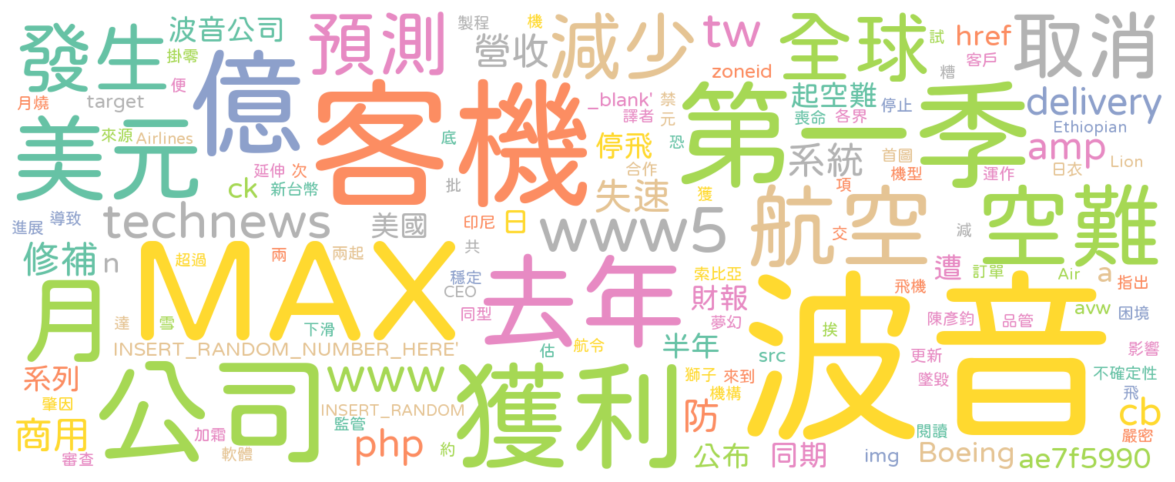 發生
波音公司
掛零
便
月燒
target
億
預測
製程
機
營收
減少
tw
zoneid
全球
試
href
客戶
糟
取消
美元
來源
Airlines
延伸
次
ck
新台幣
客機
底
批
_blank'
譯者
禁
元
恐
停飛
合作
失速
第一季
起空難
喪命
各界
停止
系統
首圖
機型
項
delivery
Ethiopian
amp
Lion
運作
日衣
進展
導致
technews
美國
印尼
日
www5
獲
航空
交
減
空難
修補
n
超過
兩
兩起
共
穩定
CEO
同型
月
達
雪
MAX
下滑
去年
索比亞
財報
夢幻
遭
飛機
訂單
Air
a
指出
avw
困境
陳彥鈞
品管
INSERT_RANDOM_NUMBER_HERE'
估
航令
半年
src
挨
更新
墜毀
影響
不確定性
飛
波音
系列
肇因
商用
審查
公司
加霜
軟體
www
INSERT_RANDOM
監管
php
約
獲利
獅子
來到
機構
防
公布
同期
img
閱讀
Boeing
cb
嚴密
ae7f5990